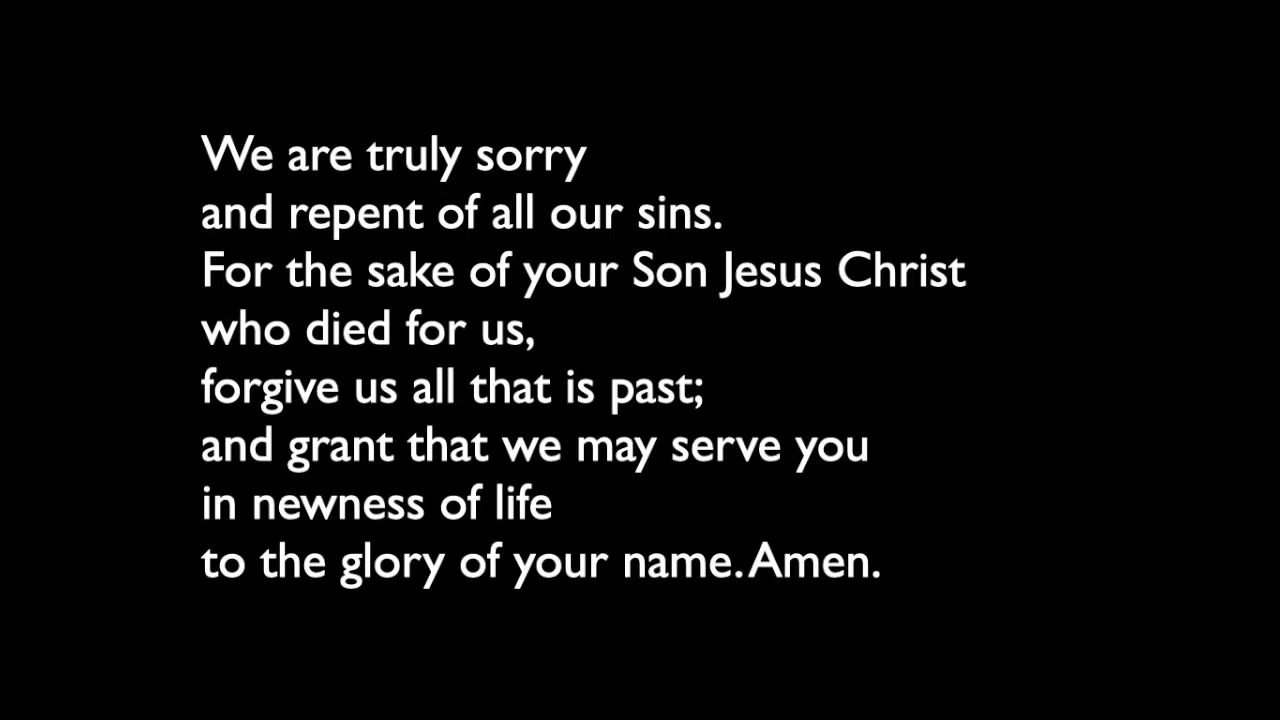 We are truly sorry
and repent of all our sins.
For the sake of your Son Jesus Christ
who died for us,
forgive us all that is past;
and grant that we may serve you
in newness of life
to the glory of your name. Amen.